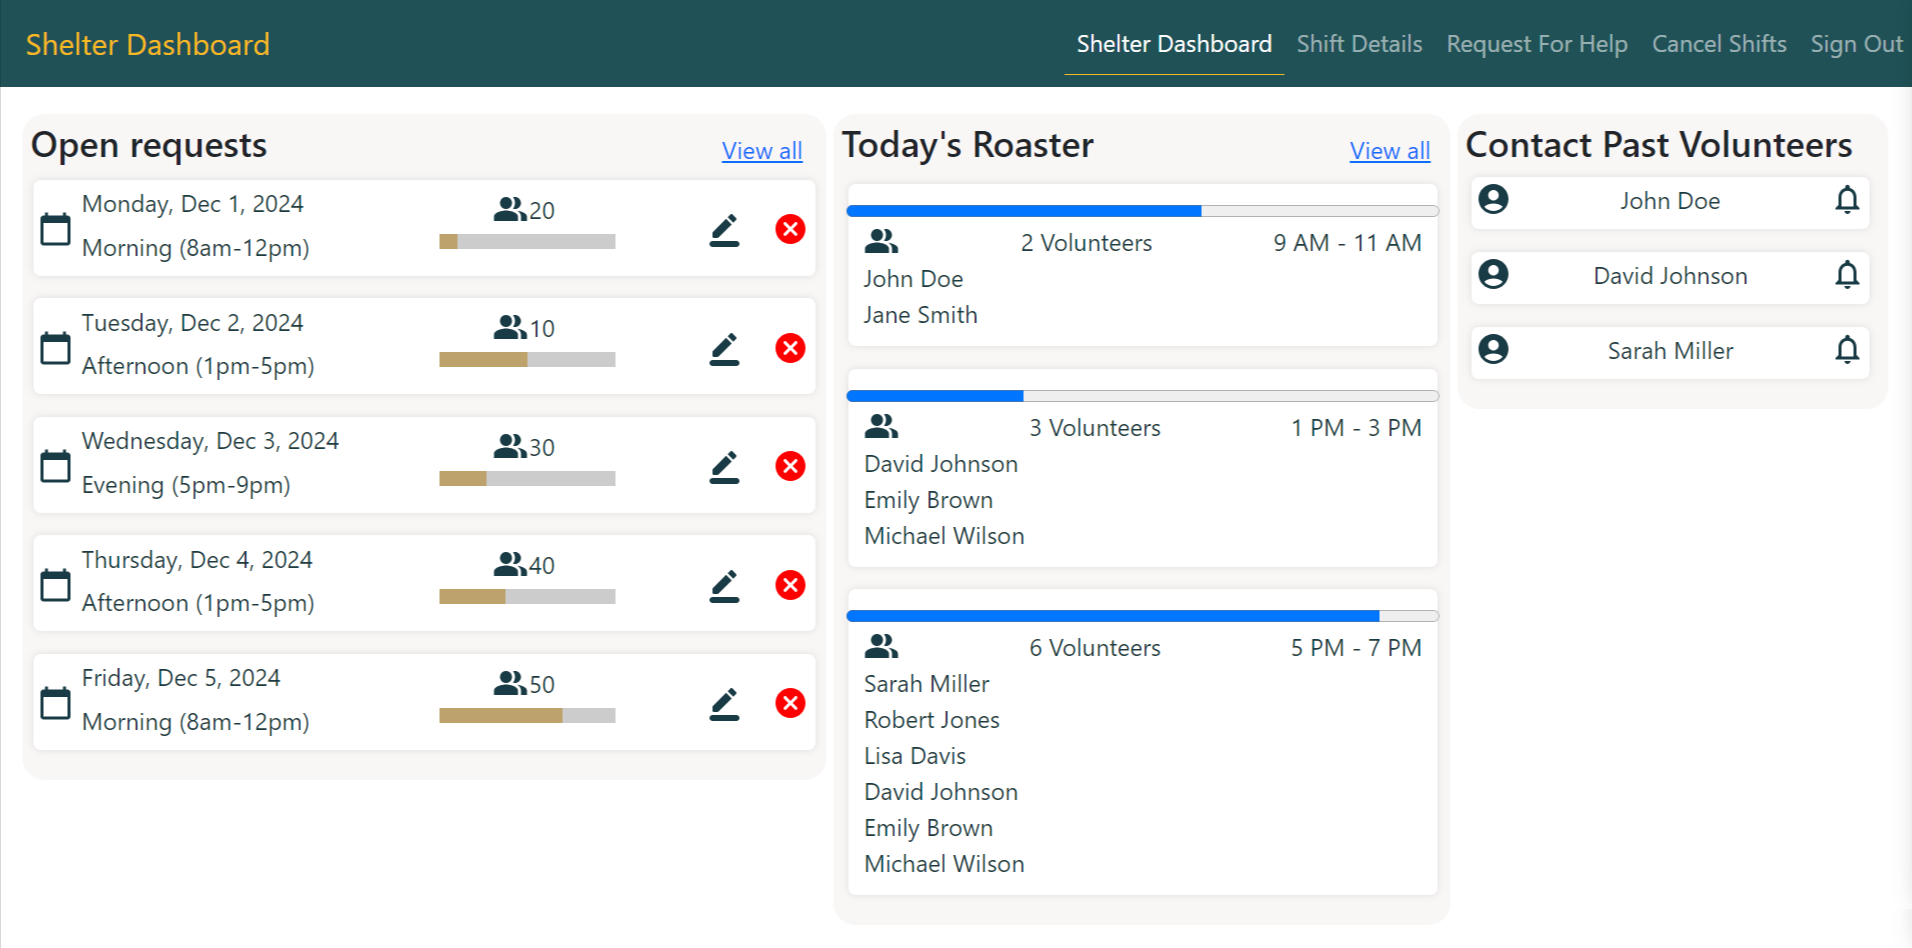 Shelter Dashboard
Shelter Dashboard Shift Details Request For Help Cancel Shifts Sign Out
Open requests
View all
Monday, Dec 1, 2024
Morning (8am-12pm)
20
Tuesday, Dec 2, 2024
Afternoon (1pm-5pm)
10
Wednesday, Dec 3, 2024
Evening (5pm-9pm)
30
Thursday, Dec 4, 2024
Afternoon (1pm-5pm)
40
Friday, Dec 5, 2024
Morning (8am-12pm)
50
Today's Roaster
View all
2 Volunteers 9 AM - 11 AM
John Doe
Jane Smith
3 Volunteers 1 PM - 3 PM
David Johnson
Emily Brown
Michael Wilson
6 Volunteers 5 PM - 7 PM
Sarah Miller
Robert Jones
Lisa Davis
David Johnson
Emily Brown
Michael Wilson
Contact Past Volunteers
John Doe
David Johnson
Sarah Miller